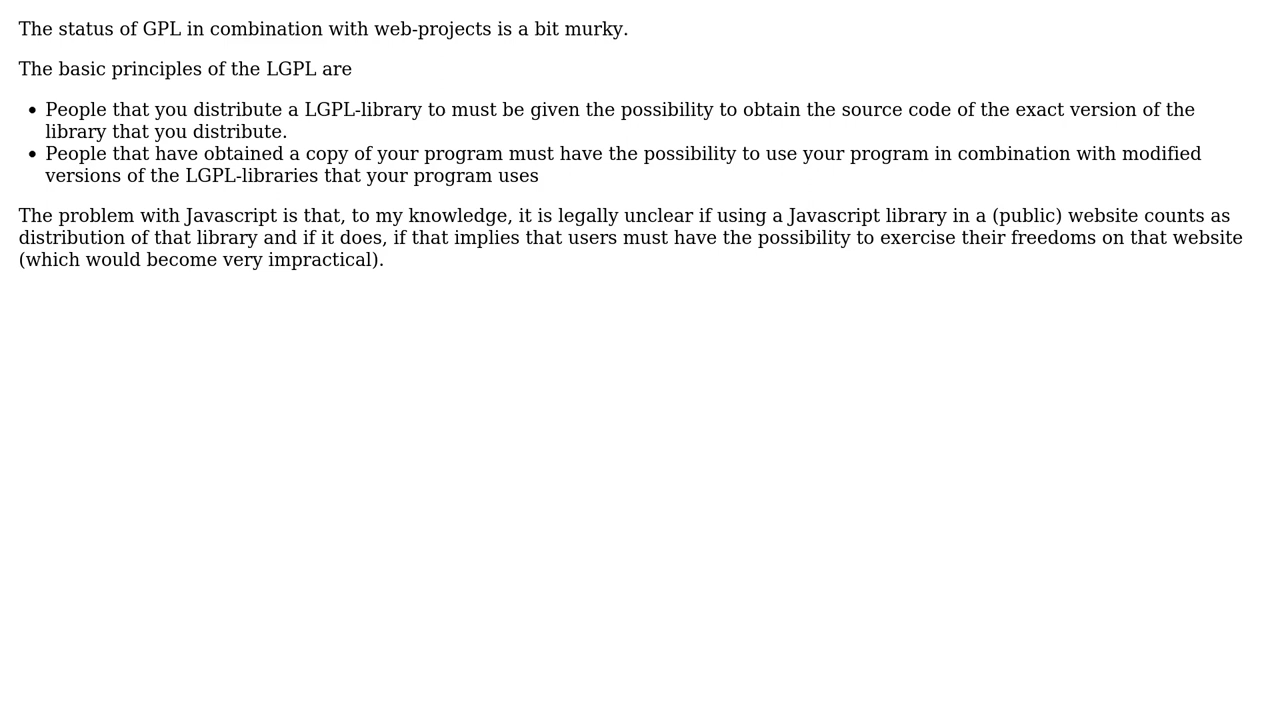 The status of GPL in combination with web-projects is a bit murky.
The basic principles of the LGPL are
• People that you distribute a LGPL-library to must be given the possibility to obtain the source code of the exact version of the
library that you distribute.
• People that have obtained a copy of your program must have the possibility to use your program in combination with modified
versions of the LGPL-libraries that your program uses
The problem with Javascript is that, to my knowledge, it is legally unclear if using a Javascript library in a (public) website counts as
distribution of that library and if it does, if that implies that users must have the possibility to exercise their freedoms on that website
(which would become very impractical).